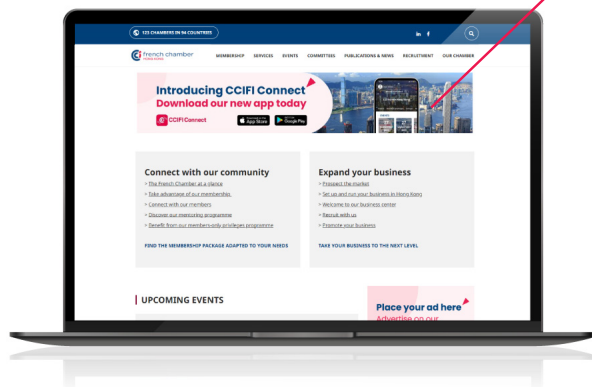 123 CHAMBERS IN 94 COUNTRIES
in f
french chamber
HONG KONG
MEMBERSHIP SERVICES EVENTS COMMITTEES PUBLICATIONS & NEWS RECRUITMENT OUR CHAMBER
Introducing CCIFI Connect
Download our new app today
CCIFI Connect
App Store
Google Play
Connect with our community
> The French Chamber at a glance
> Take advantage of our membership
> Connect with our members
> Discover our mentoring programme
> Benefit from our members-only privileges programme
FIND THE MEMBERSHIP PACKAGE ADAPTED TO YOUR NEEDS
Expand your business
> Prospect the market
> Set up and run your business in Hong Kong
> Welcome to our business center
> Recruit with us
> Promote your business
TAKE YOUR BUSINESS TO THE NEXT LEVEL
UPCOMING EVENTS
Place your ad here
Advertise on our